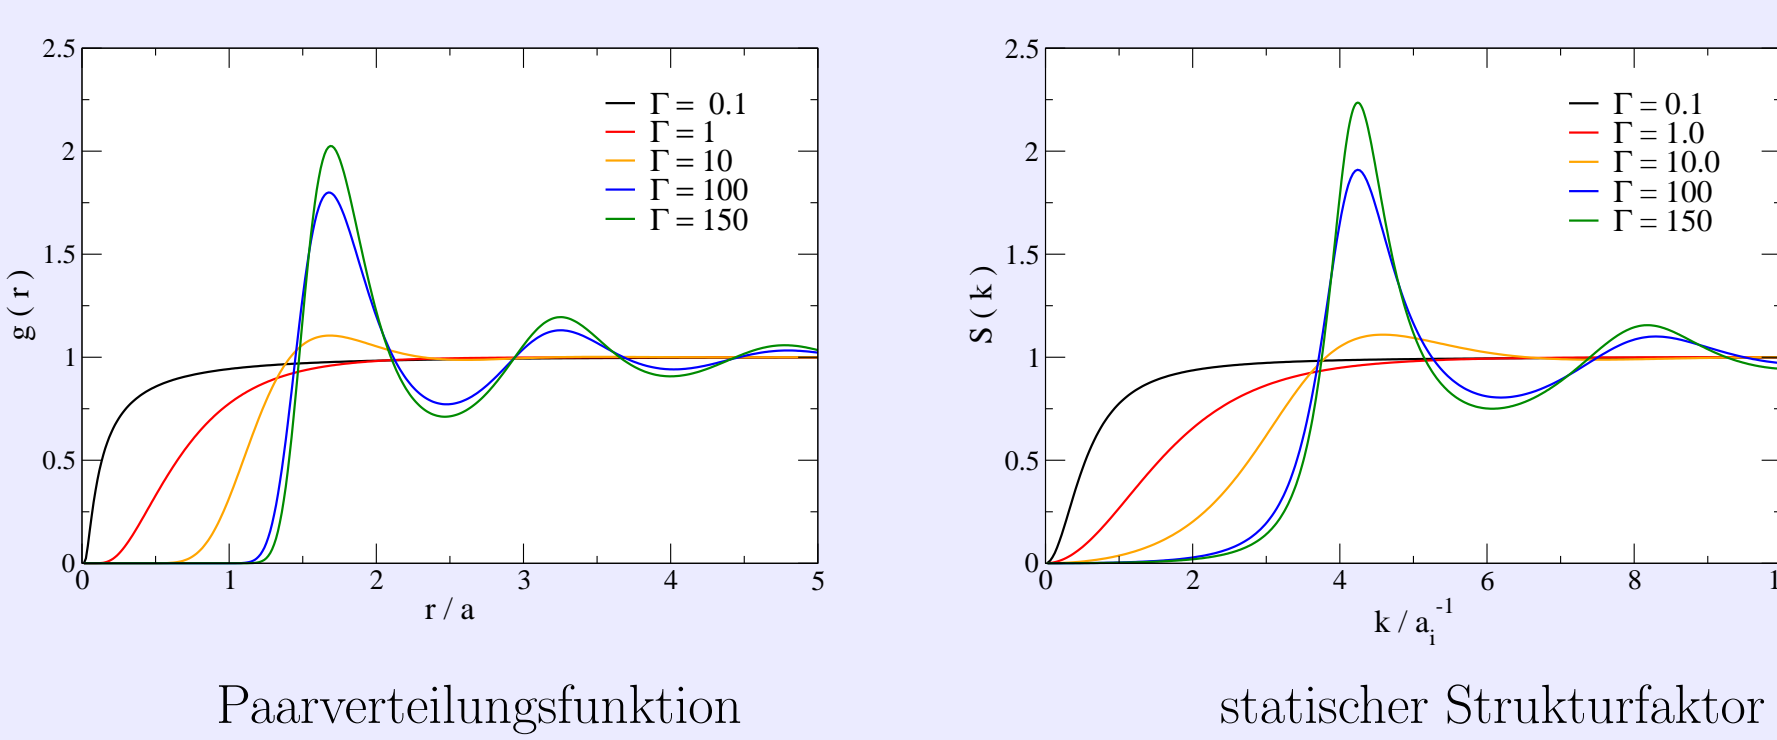 2.5
2
1.5
1
0.5
0
0 1 2 3 4 5
g ( r )
r / a
Γ = 0.1
Γ = 1
Γ = 10
Γ = 100
Γ = 150
Paarverteilungsfunktion
2.5
2
1.5
1
0.5
0
0 2 4 6 8 1
S ( k )
k / a_i^-1
Γ = 0.1
Γ = 1.0
Γ = 10.0
Γ = 100
Γ = 150
statischer Strukturfaktor